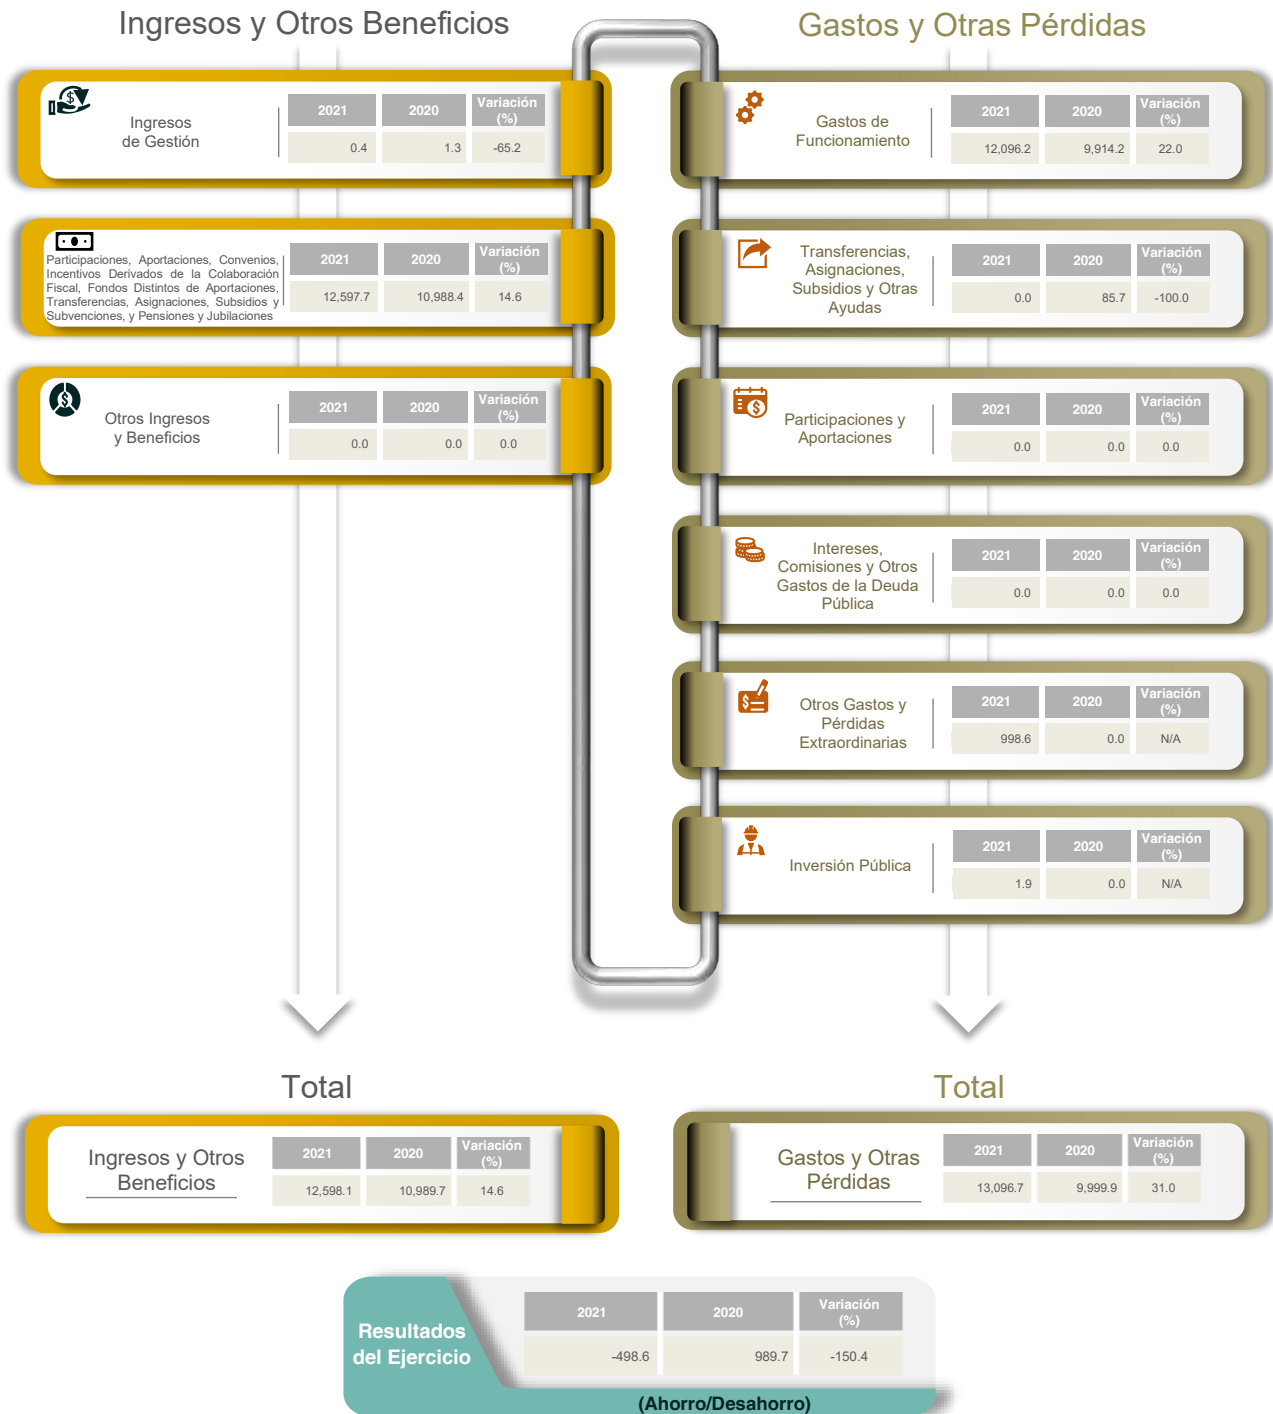 Ingresos y Otros Beneficios
Ingresos
de Gestión
2021 2020 Variación (%)
0.4 1.3 -65.2
Participaciones, Aportaciones, Convenios,
Incentivos Derivados de la Colaboración
Fiscal, Fondos Distintos de Aportaciones,
Transferencias, Asignaciones, Subsidios y
Subvenciones, y Pensiones y Jubilaciones
2021 2020 Variación (%)
12,597.7 10,988.4 14.6
Otros Ingresos
y Beneficios
2021 2020 Variación (%)
0.0 0.0 0.0
Total
Ingresos y Otros
Beneficios
2021 2020 Variación (%)
12,598.1 10,989.7 14.6
Gastos y Otras Pérdidas
Gastos de
Funcionamiento
2021 2020 Variación (%)
12,096.2 9,914.2 22.0
Transferencias,
Asignaciones,
Subsidios y Otras
Ayudas
2021 2020 Variación (%)
0.0 85.7 -100.0
Participaciones y
Aportaciones
2021 2020 Variación (%)
0.0 0.0 0.0
Intereses,
Comisiones y Otros
Gastos de la Deuda
Pública
2021 2020 Variación (%)
0.0 0.0 0.0
Otros Gastos y
Pérdidas
Extraordinarias
2021 2020 Variación (%)
998.6 0.0 N/A
Inversión Pública
2021 2020 Variación (%)
1.9 0.0 N/A
Total
Gastos y Otras
Pérdidas
2021 2020 Variación (%)
13,096.7 9,999.9 31.0
Resultados
del Ejercicio
2021 2020 Variación (%)
-498.6 989.7 -150.4
(Ahorro/Desahorro)